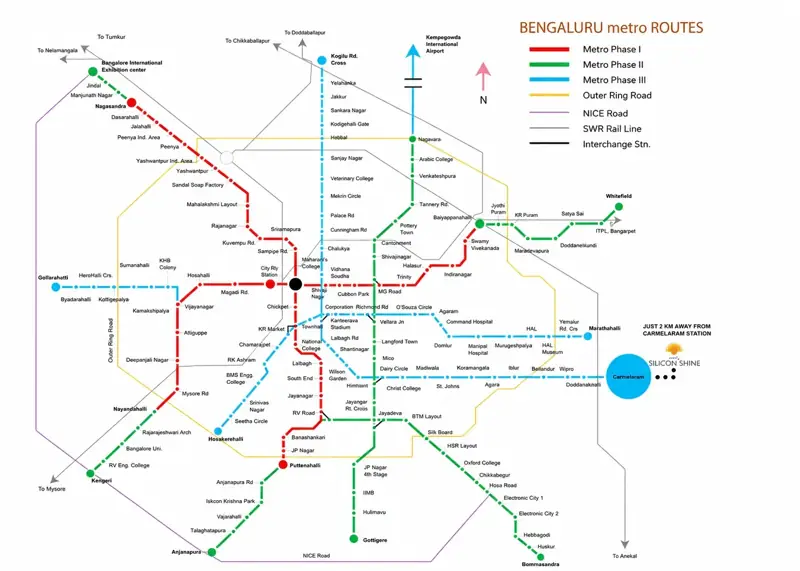 BENGALURU metro ROUTES
Metro Phase I
Metro Phase II
Metro Phase III
Outer Ring Road
NICE Road
SWR Rail Line
Interchange Stn.
N
To Tumkur
To Nelamangala
To Doddaballapur
To Chikkaballapur
Kempogowda
International
Airport
Kogilu Rd.
Cross
Yelahanka
Jakkur
Sankara Nagar
Kodigehalli Gate
Hebbal
Sanjay Nagar
Veterinary College
Mekrin Circle
Palace Rd
Cunningham Rd
Chalukya
Vidhana
Soudha
Bangalore International
Exhibition center
Jindal
Manjunath Nagar
Nagasandra
Dasarahalli
Jalahalli
Peenya Ind. Area
Peenya
Yashwantpur Ind. Area
Yashwantpur
Sandal Soap Factory
Mahalakshmi Layout
Rajanagar
Kuvempu Rd.
Srirampura
Sampipe Rd.
Nagavara
Arabic College
Venkateshpura
Tannery Rd.
Pottery
Town
Cantonment
Shivajinagar
Baiyappanahalli
Jyothi
Puram
KR Puram
Satya Sai
Whitefield
ITPL, Bangarpet
Maradevapura
Doddanekundi
Swamy
Vivekanada
Indiranagar
Halasur
Trinity
MG Road
Cubbon Park
Maharani's
College
City Rly
Station
Magadi Rd.
Hosahalli
KHB
Colony
Sumanahalli
HeroHalli Crs.
Gollarahatti
Byadarahalli
Kottigepalya
Kamakshipalya
Vijayanagar
Attiguppe
Deepanjali Nagar
Mysore Rd
Nayandahalli
Rajarajeshwari Arch
Bangalore Uni.
RV Eng. College
Kengeri
To Mysore
Outer Ring Road
Chickpet
KR Market
Townhall
Chamarajpet
RK Ashram
BMS Engg
College
Srinivas
Nagar
Seetha Circle
Hosakerehalli
National
College
Lalbagh
South End
Jayanagar
RV Road
Banashankari
JP Nagar
Puttenahalli
Anjanapura Rd
Iskcon Krishna Park
Vajarahalli
Talaghatapura
Anjanapura
NICE Road
Corporation
Richmond Rd
O'Souza Circle
Agaram
Command Hospital
Yemalur
Rd. Crs
Marathahalli
Kanteerava
Stadium
Vellara Jn
Domlur
Manipal
Hospital
Murugeshpalya
HAL
HAL
Museum
Lalbagh Rd
Shantinagar
Langford Town
Mico
Wilson
Garden
Dairy Circle
Christ College
Madiwala
St. Johns
Koramangala
Agara
Iblur
Bellandur
Wipro
Carmelaram
JUST 2 KM AWAY FROM
CARMELARAM STATION
SILICON SHINE
Jayangar
Rt. Cross
Jayadeva
BTM Layout
Silk Board
HSR Layout
Oxford College
Chikkabegur
Hosa Road
Electronic City 1
Electronic City 2
Hebbagodi
Huskur
Bommasandra
JP Nagar
4th Stage
IIMB
Hulimavu
Gottigere
To Anekal